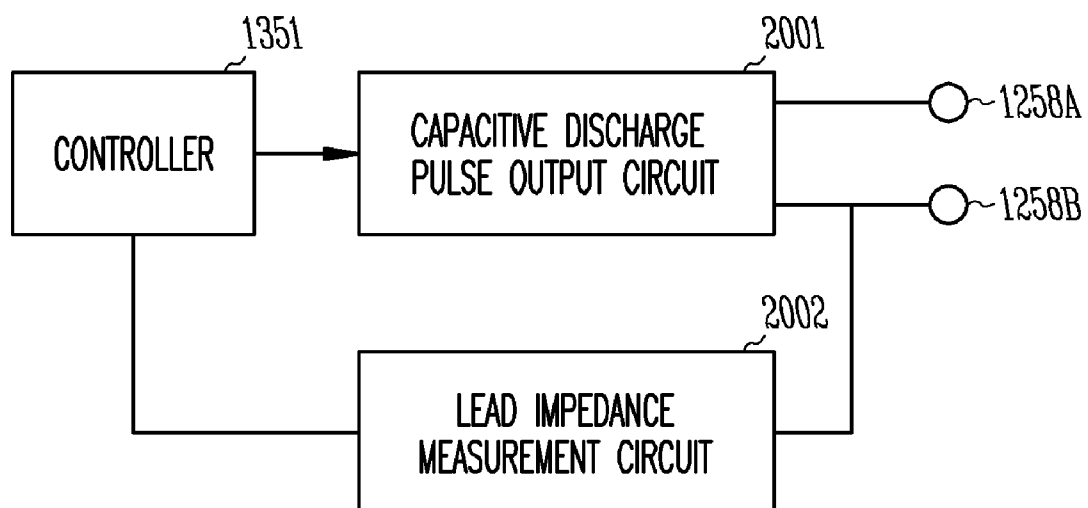 1351
2001
CONTROLLER
CAPACITIVE DISCHARGE
PULSE OUTPUT CIRCUIT
1258A
1258B
2002
LEAD IMPEDANCE
MEASUREMENT CIRCUIT